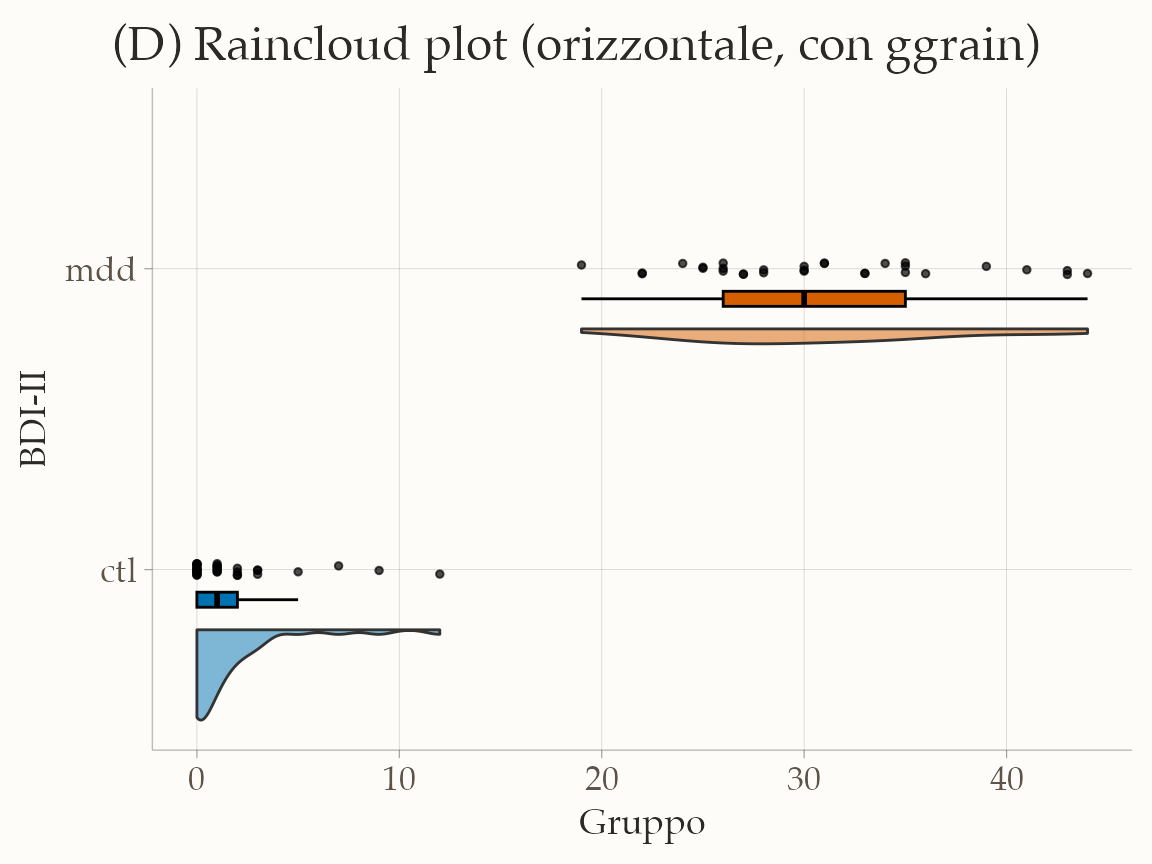 (D) Raincloud plot (orizzontale, con ggrain)
mdd
BDI-II
ctl
0 10 20 30 40
Gruppo